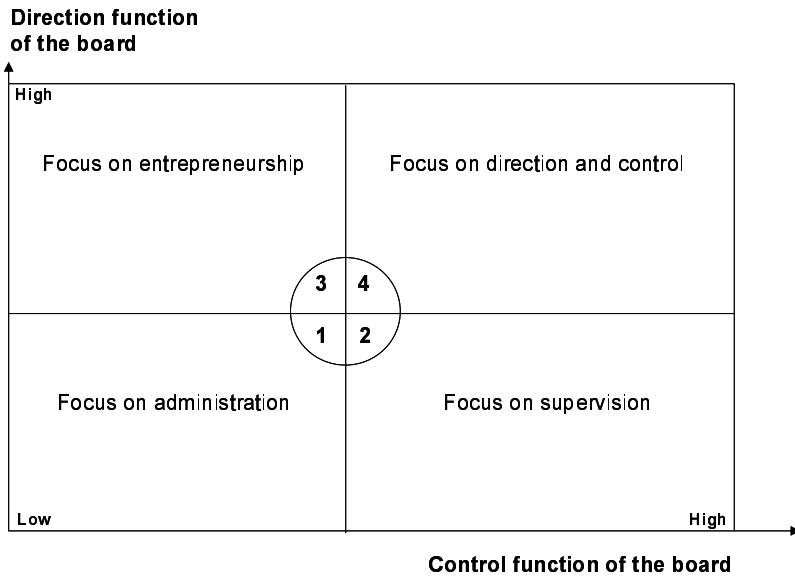 Direction function
of the board
High
Focus on entrepreneurship
Focus on direction and control
3 4
1 2
Focus on administration
Focus on supervision
Low
High
Control function of the board